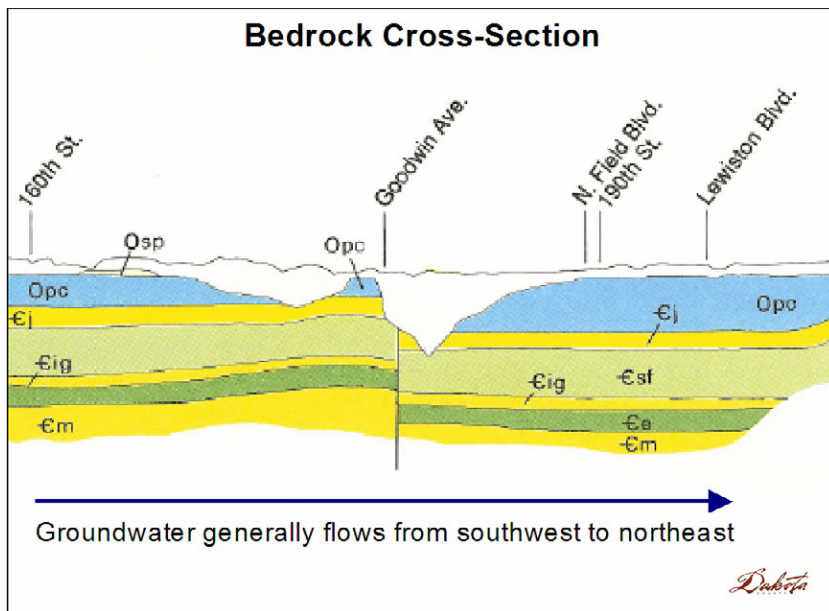 Bedrock Cross-Section
160th St.
Goodwin Ave.
N. Field Blvd.
190th St.
Lewiston Blvd.
Osp
Opc
Opc
Opc
Ꞓj
Ꞓj
Ꞓig
Ꞓsf
Ꞓig
Ꞓe
Ꞓm
Ꞓm
Groundwater generally flows from southwest to northeast
Dakota